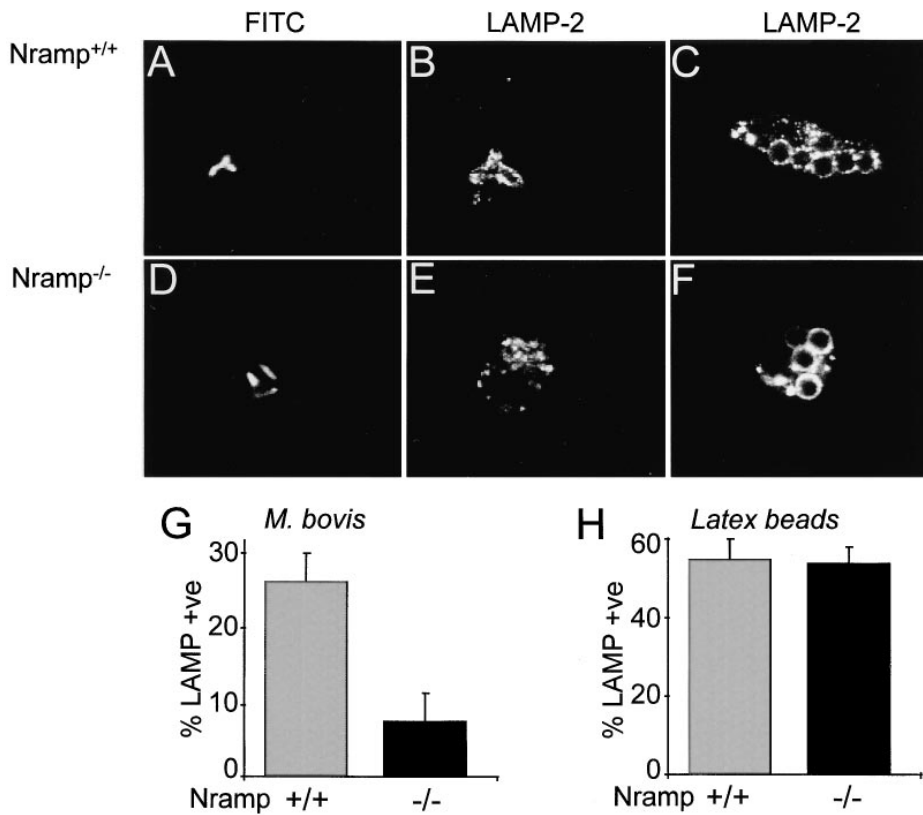 FITC LAMP-2 LAMP-2
Nramp+/+
A B C
Nramp-/-
D E F
G M. bovis
% LAMP +ve
30
20
10
0
Nramp +/+ -/-
H Latex beads
% LAMP +ve
60
40
20
0
Nramp +/+ -/-